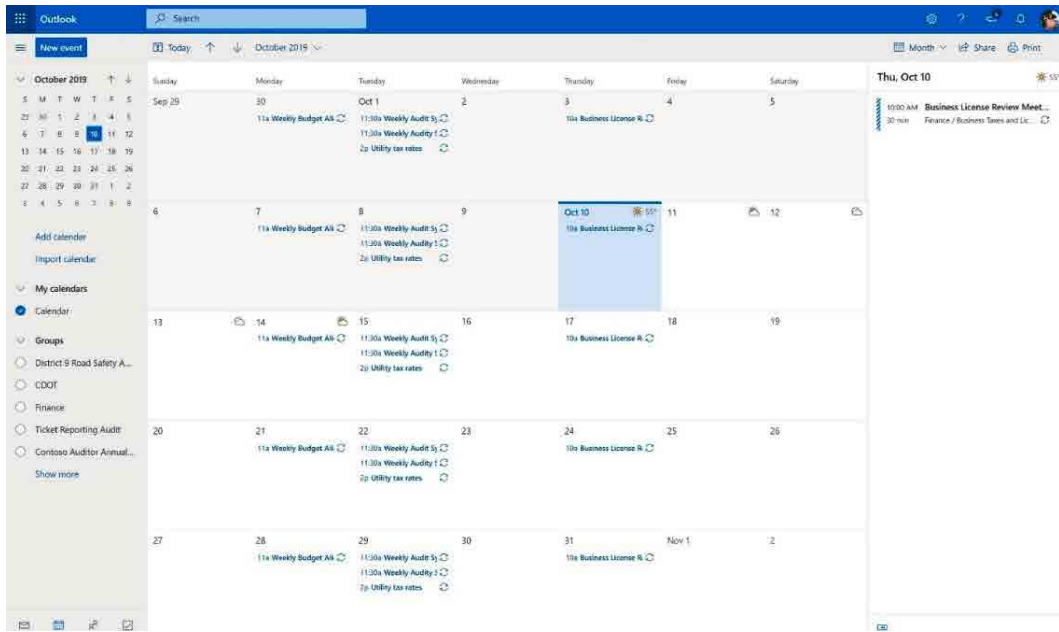 Outlook
Search
New event
Today
October 2019
Month
Share
Print
October 2019
S M T W T F S
29 30 1 2 3 4 5
6 7 8 9 10 11 12
13 14 15 16 17 18 19
20 21 22 23 24 25 26
27 28 29 30 31 1 2
3 4 5 6 7 8 9
Add calendar
Import calendar
My calendars
Calendar
Groups
District 9 Road Safety A...
CDOT
Finance
Ticket Reporting Audit
Contoso Auditor Annual...
Show more
Sunday Monday Tuesday Wednesday Thursday Friday Saturday
Sep 29 30 Oct 1 2 3 4 5
11a Weekly Budget Ali
11:30a Weekly Audit Sy
11:30a Weekly Audity S
2p Utility tax rates
10a Business License R
6 7 8 9 Oct 10 55° 11 12
11a Weekly Budget Ali
11:30a Weekly Audit Sy
11:30a Weekly Audity S
2p Utility tax rates
10a Business License R
13 14 15 16 17 18 19
11a Weekly Budget Ali
11:30a Weekly Audit Sy
11:30a Weekly Audity S
2p Utility tax rates
10a Business License R
20 21 22 23 24 25 26
11a Weekly Budget Ali
11:30a Weekly Audit Sy
11:30a Weekly Audity S
2p Utility tax rates
10a Business License R
27 28 29 30 31 Nov 1 2
11a Weekly Budget Ali
11:30a Weekly Audit Sy
11:30a Weekly Audity S
2p Utility tax rates
10a Business License R
Thu, Oct 10
10:00 AM Business License Review Meet...
30 min Finance / Business Taxes and Lic...